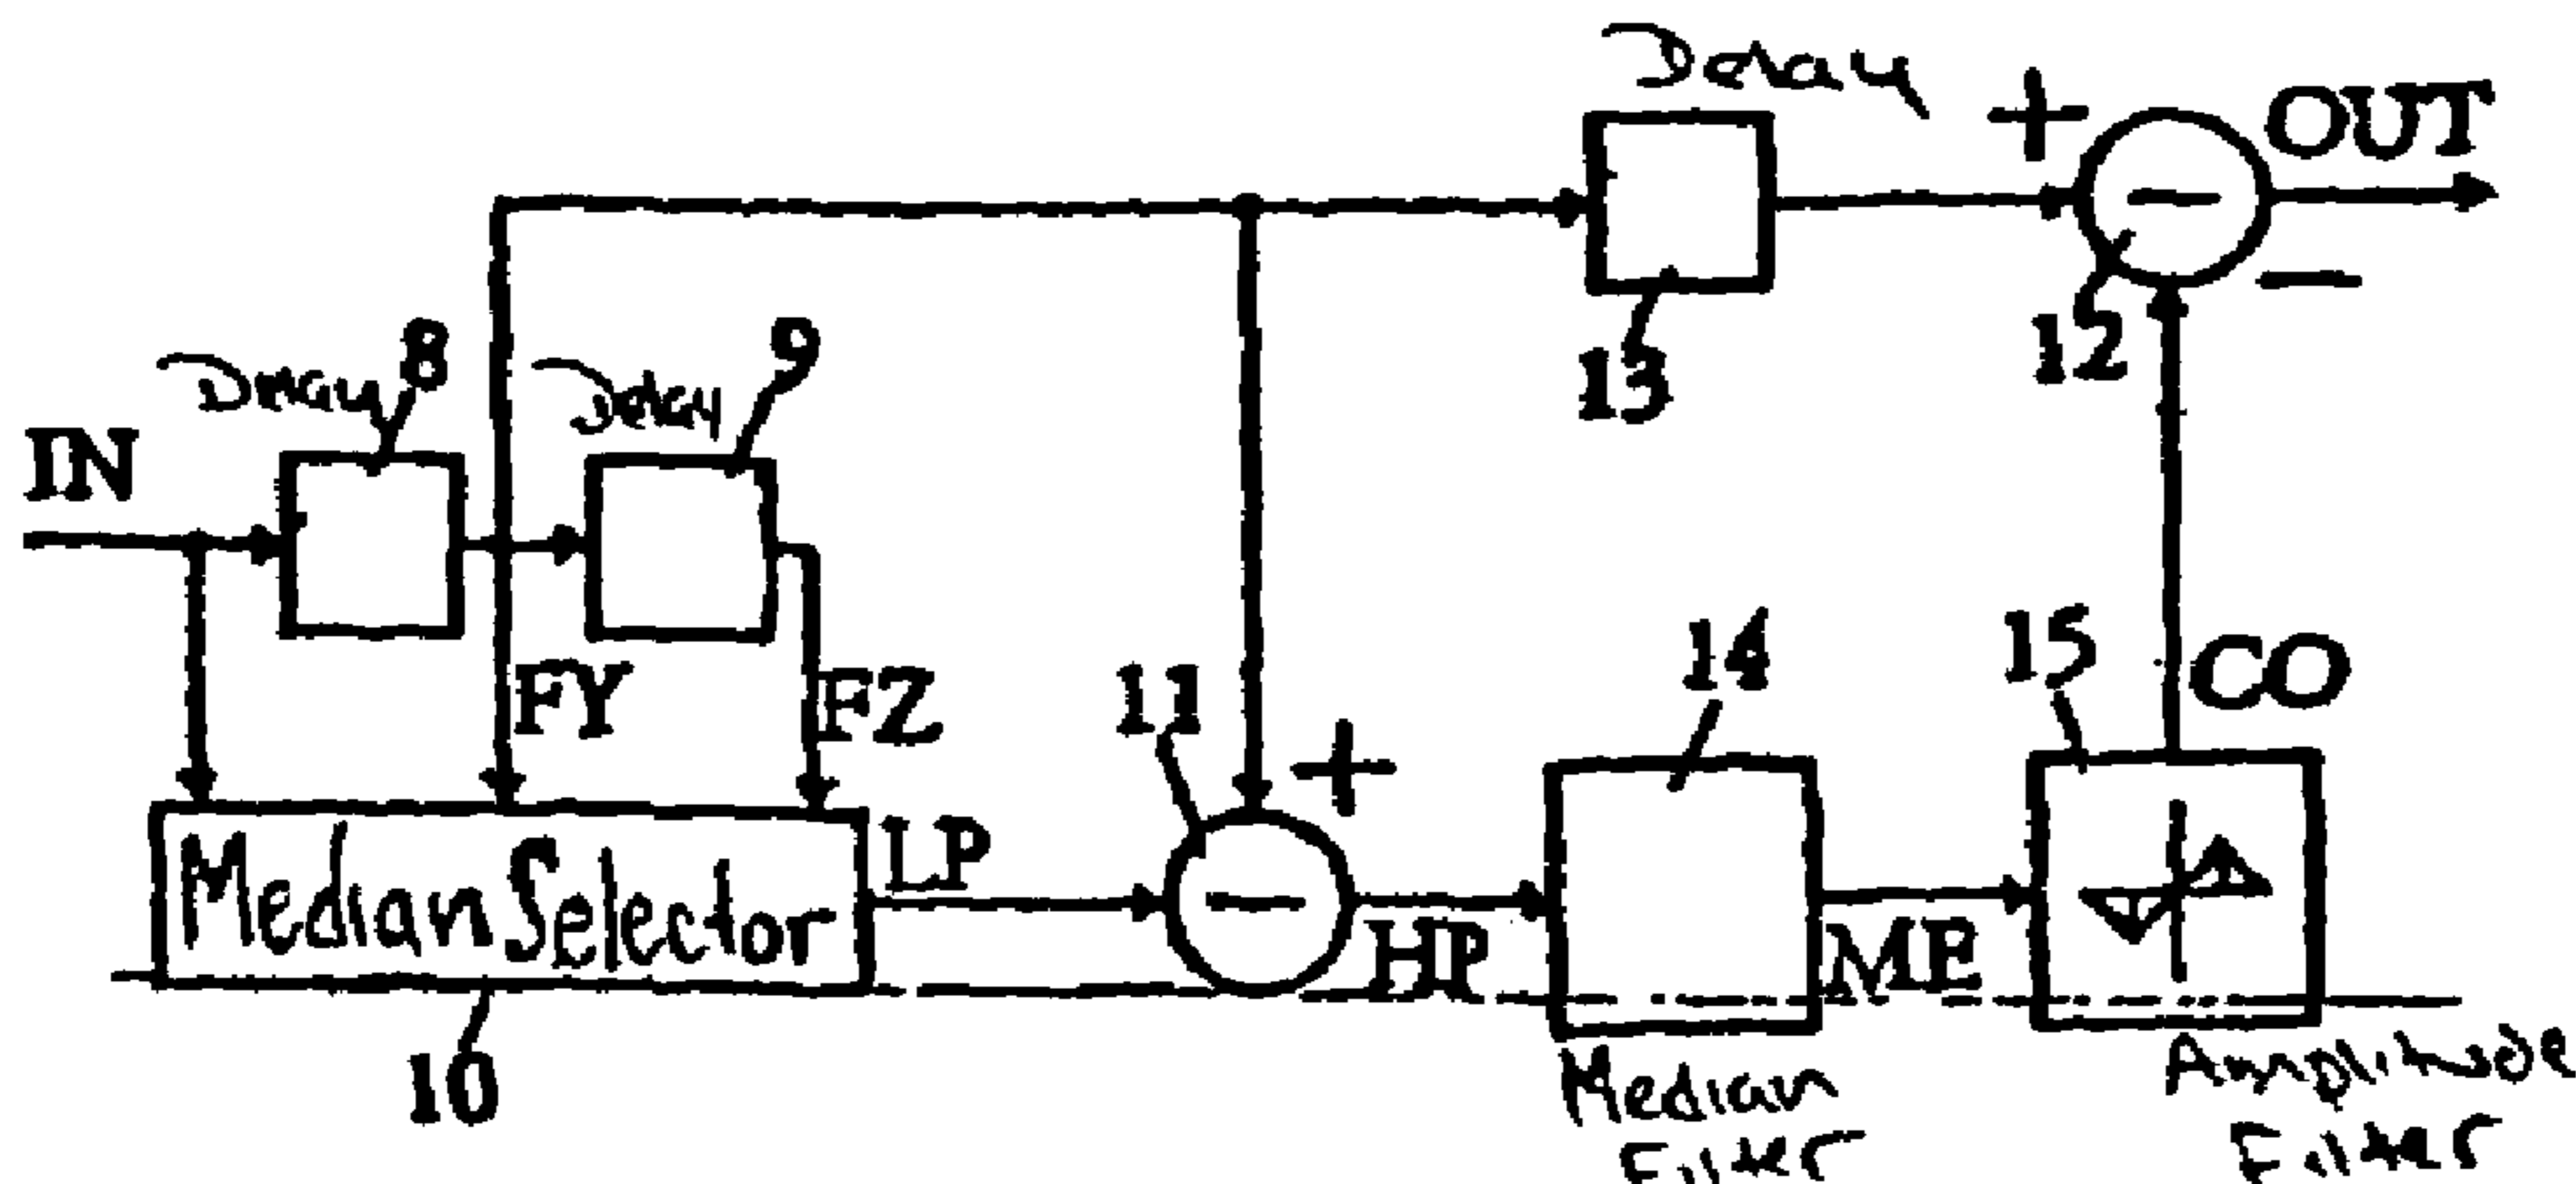 Delay
+
OUT
12
−
13
Delay
8
Delay
9
IN
FY
FZ
11
+
14
15
CO
Median Selector
LP
−
HP
ME
10
Median
Filter
Amplitude
Filter